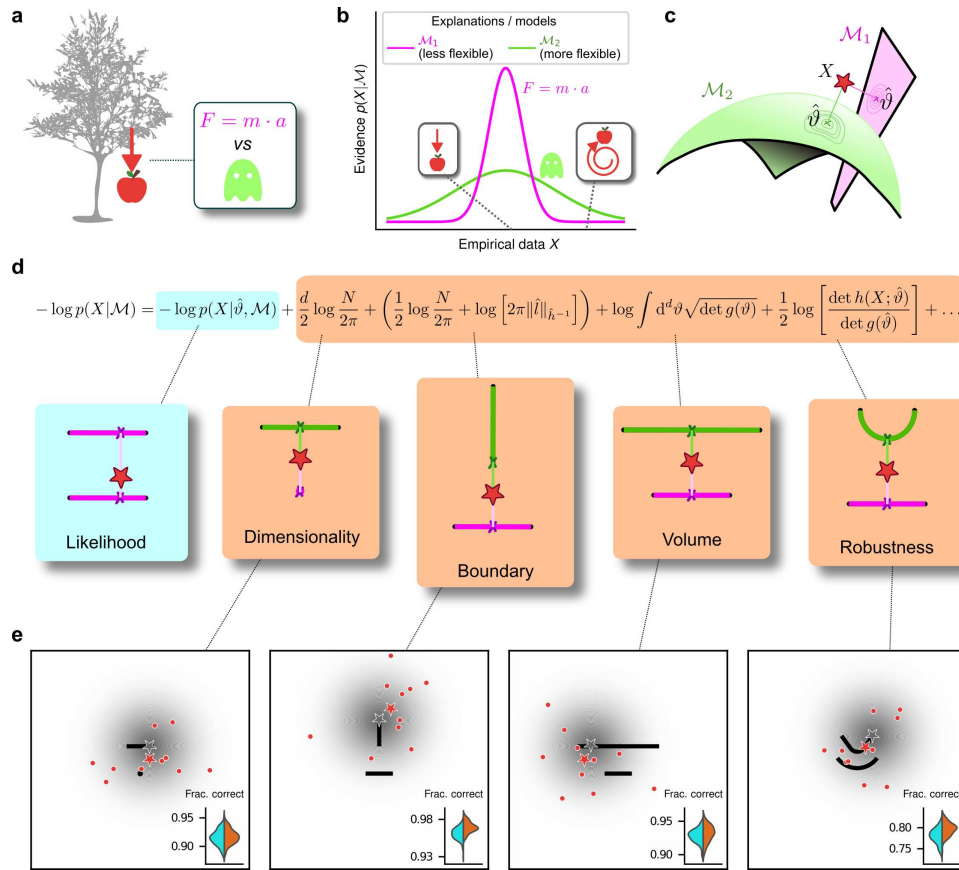 a
F = m · a
vs
b
Explanations / models
M₁
(less flexible)
M₂
(more flexible)
F = m · a
Evidence p(X|M)
Empirical data X
c
M₁
X
M₂
ϑ̂
ϑ̂
d
− log p(X|M) = − log p(X|ϑ̂, M) + d/2 log N/2π + (1/2 log N/2π + log [2π||l̂||_ĥ⁻¹]) + log ∫ d^dϑ √det g(ϑ) + 1/2 log [det h(X; ϑ̂)/det g(ϑ̂)] + ...
Likelihood
Dimensionality
Boundary
Volume
Robustness
e
Frac. correct
0.95
0.90
Frac. correct
0.98
0.93
Frac. correct
0.95
0.90
Frac. correct
0.80
0.75